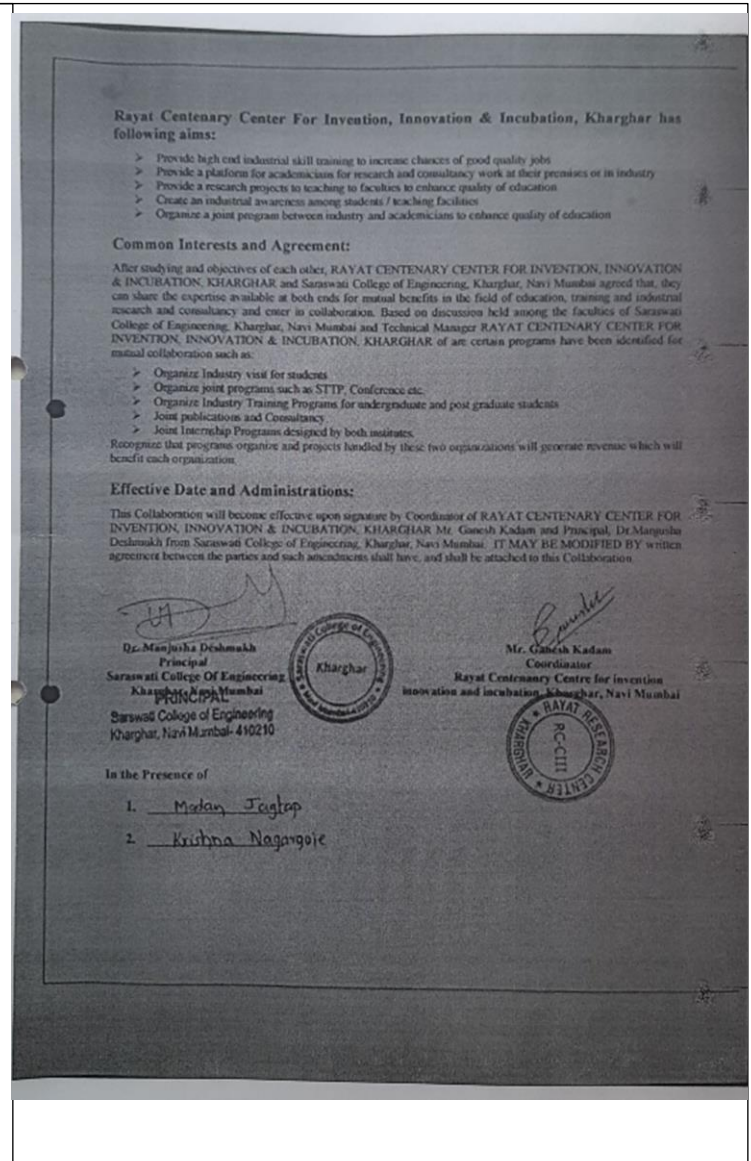 Rayat Centenary Center For Invention, Innovation & Incubation, Kharghar has
following aims:
➢ Provide high end industrial skill training to increase chances of good quality jobs
➢ Provide a platform for academicians for research and consultancy work at their premises or in industry
➢ Provide a research projects to teaching to faculties to enhance quality of education
➢ Create an industrial awareness among students / teaching facilities
➢ Organize a joint program between industry and academicians to enhance quality of education
Common Interests and Agreement:
After studying and objectives of each other, RAYAT CENTENARY CENTER FOR INVENTION, INNOVATION
& INCUBATION, KHARGHAR and Saraswati College of Engineering, Kharghar, Navi Mumbai agreed that, they
can share the expertise available at both ends for mutual benefits in the field of education, training and industrial
research and consultancy and enter in collaboration. Based on discussion held among the faculties of Saraswati
College of Engineering, Kharghar, Navi Mumbai and Technical Manager RAYAT CENTENARY CENTER FOR
INVENTION, INNOVATION & INCUBATION, KHARGHAR of are certain programs have been identified for
mutual collaboration such as:
➢ Organize Industry visit for students
➢ Organize joint programs such as STTP, Conference etc.
➢ Organize Industry Training Programs for undergraduate and post graduate students
➢ Joint publications and Consultancy
➢ Joint Internship Programs designed by both institutes.
Recognize that programs organize and projects handled by these two organizations will generate revenue which will
benefit each organization.
Effective Date and Administrations:
This Collaboration will become effective upon signature by Coordinator of RAYAT CENTENARY CENTER FOR
INVENTION, INNOVATION & INCUBATION, KHARGHAR Mr. Ganesh Kadam and Principal, Dr.Manjusha
Deshmukh from Saraswati College of Engineering, Kharghar, Navi Mumbai. IT MAY BE MODIFIED BY written
agreement between the parties and such amendments shall have, and shall be attached to this Collaboration.
Dr. Manjusha Deshmukh
Principal
Saraswati College Of Engineering
Kharghar, Navi Mumbai
PRINCIPAL
Sarswati College of Engineering
Kharghar, Navi Mumbai- 410210
Saraswati College of Engineering
Kharghar
Navi Mumbai-410210
Mr. Ganesh Kadam
Coordinator
Rayat Centenanry Centre for invention
innovation and incubation, Kharghar, Navi Mumbai
RAYAT RESEARCH CENTER
KHARGHAR
RC-CIII
In the Presence of
1. Madan Jagtap
2. Krishna Nagargoje